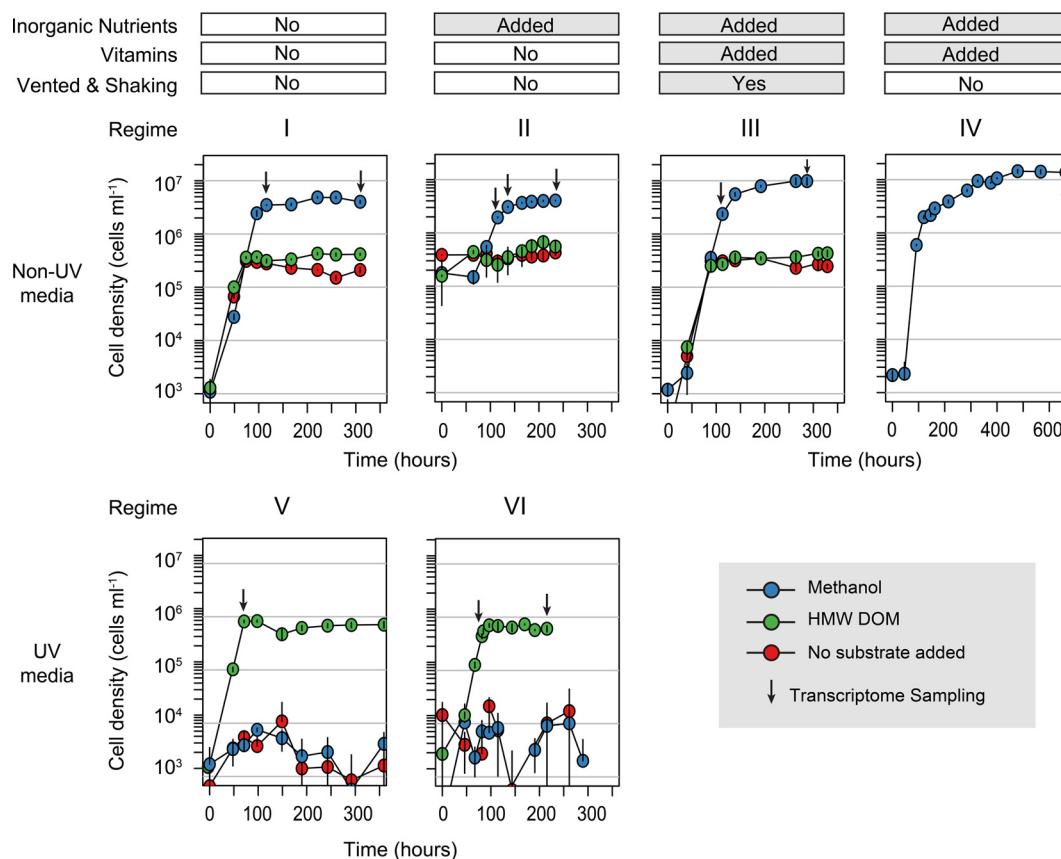 Inorganic Nutrients No Added Added Added
Vitamins No No Added Added
Vented & Shaking No No Yes No
Regime I II III IV
Non-UV media
Cell density (cells ml-1)
10⁷
10⁶
10⁵
10⁴
10³
0 100 200 300 0 100 200 300 0 100 200 300 0 200 400 600
Time (hours) Time (hours)
Regime V VI
UV media
Cell density (cells ml-1)
10⁷
10⁶
10⁵
10⁴
10³
0 100 200 300 0 100 200 300
Time (hours)
Methanol
HMW DOM
No substrate added
Transcriptome Sampling